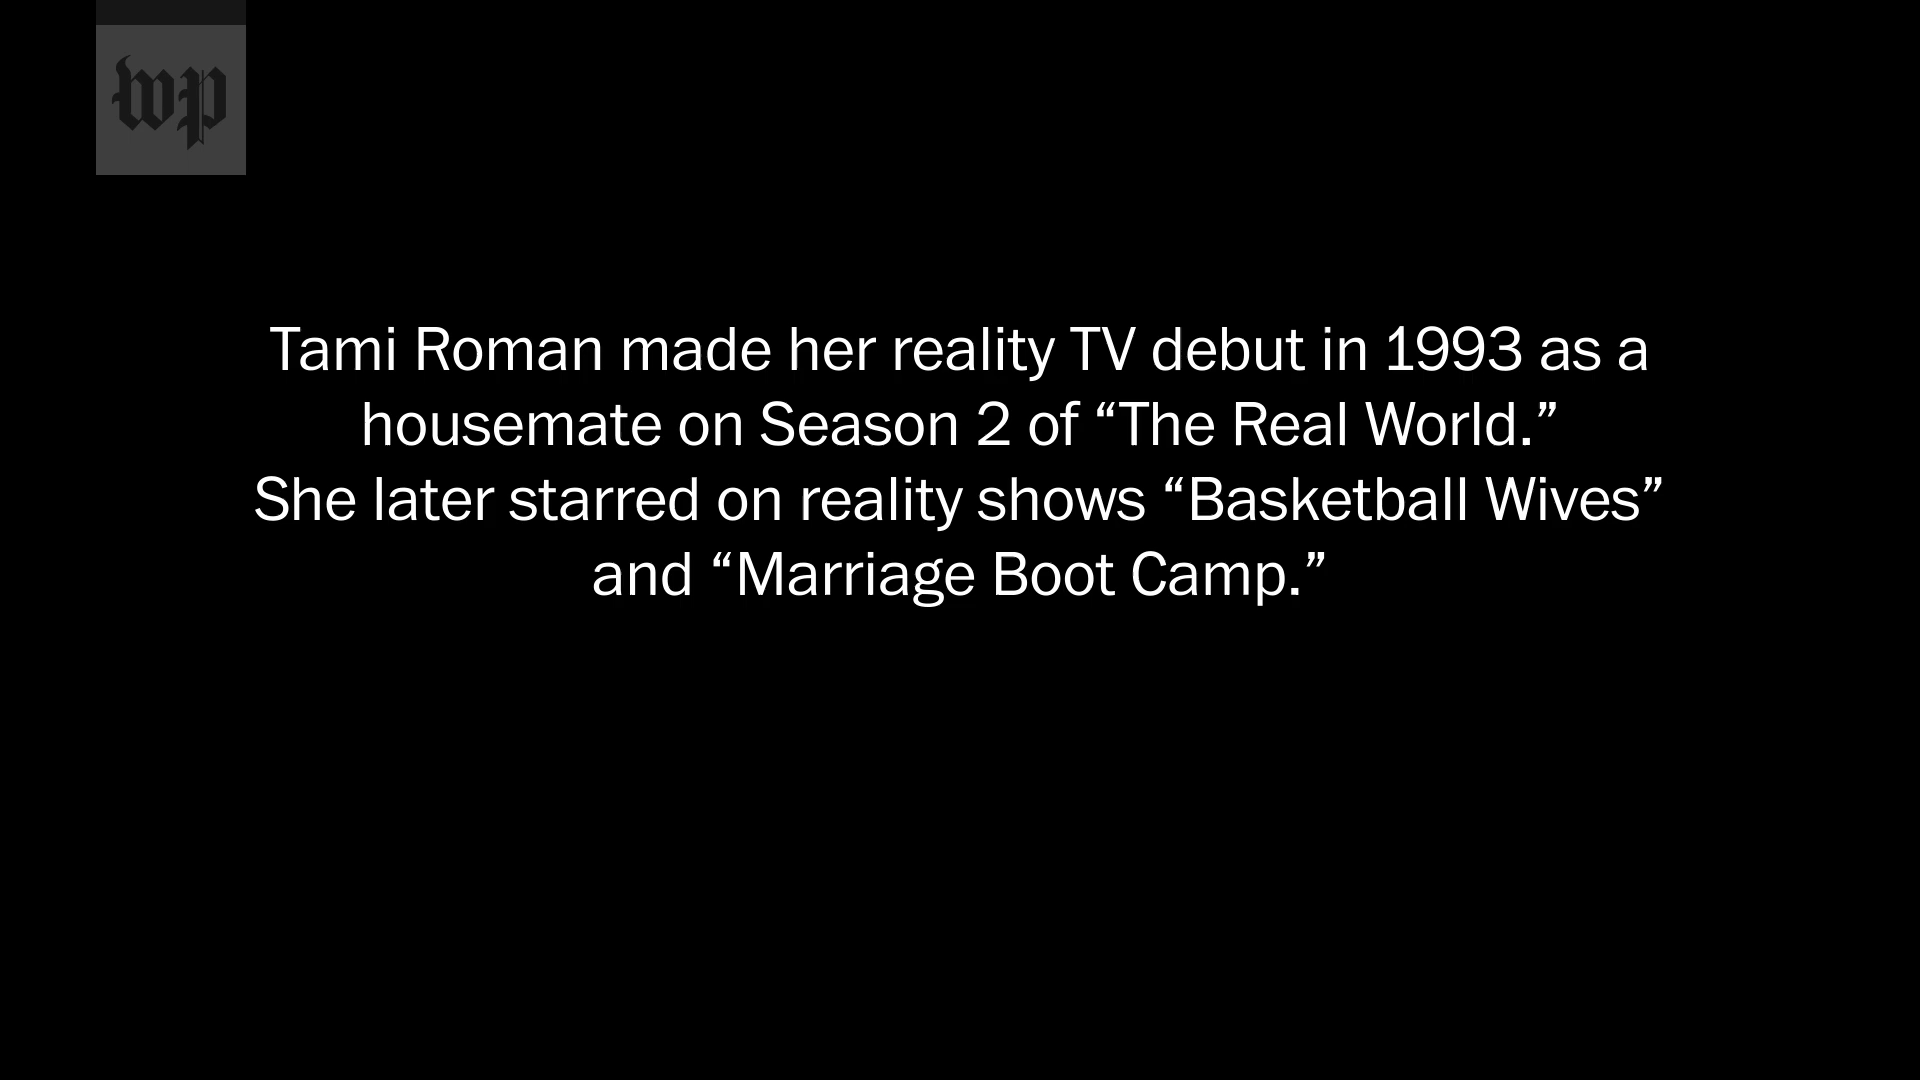 wp
Tami Roman made her reality TV debut in 1993 as a
housemate on Season 2 of “The Real World.”
She later starred on reality shows “Basketball Wives”
and “Marriage Boot Camp.”